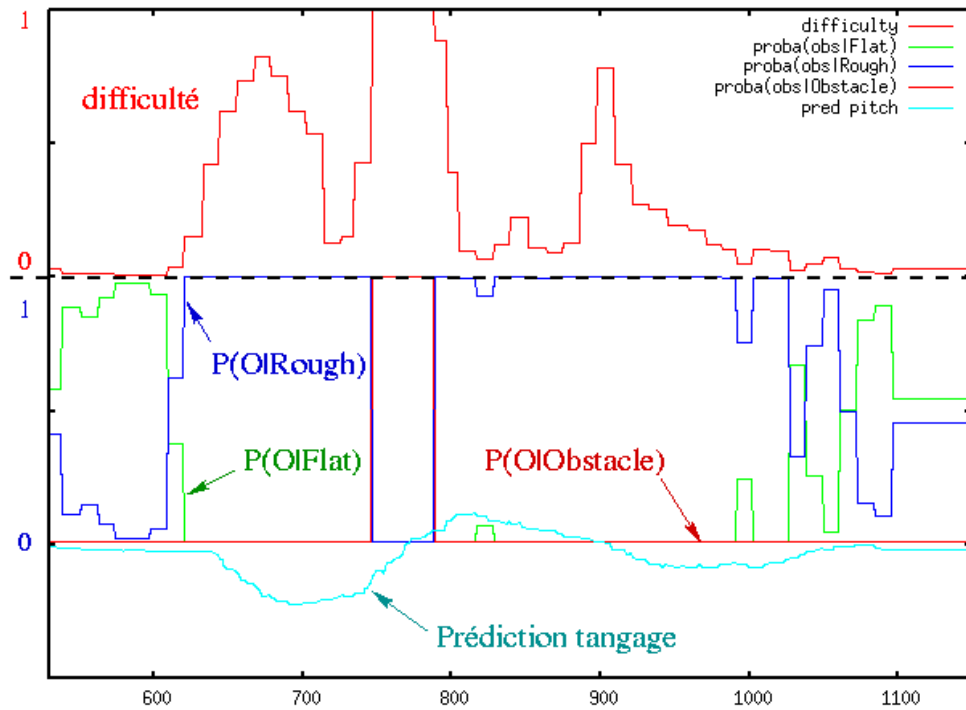 1
difficulty
proba(obs|Flat)
proba(obs|Rough)
proba(obs|Obstacle)
pred pitch
difficulté
0
1
P(O|Rough)
P(O|Flat)
P(O|Obstacle)
0
Prédiction tangage
600 700 800 900 1000 1100